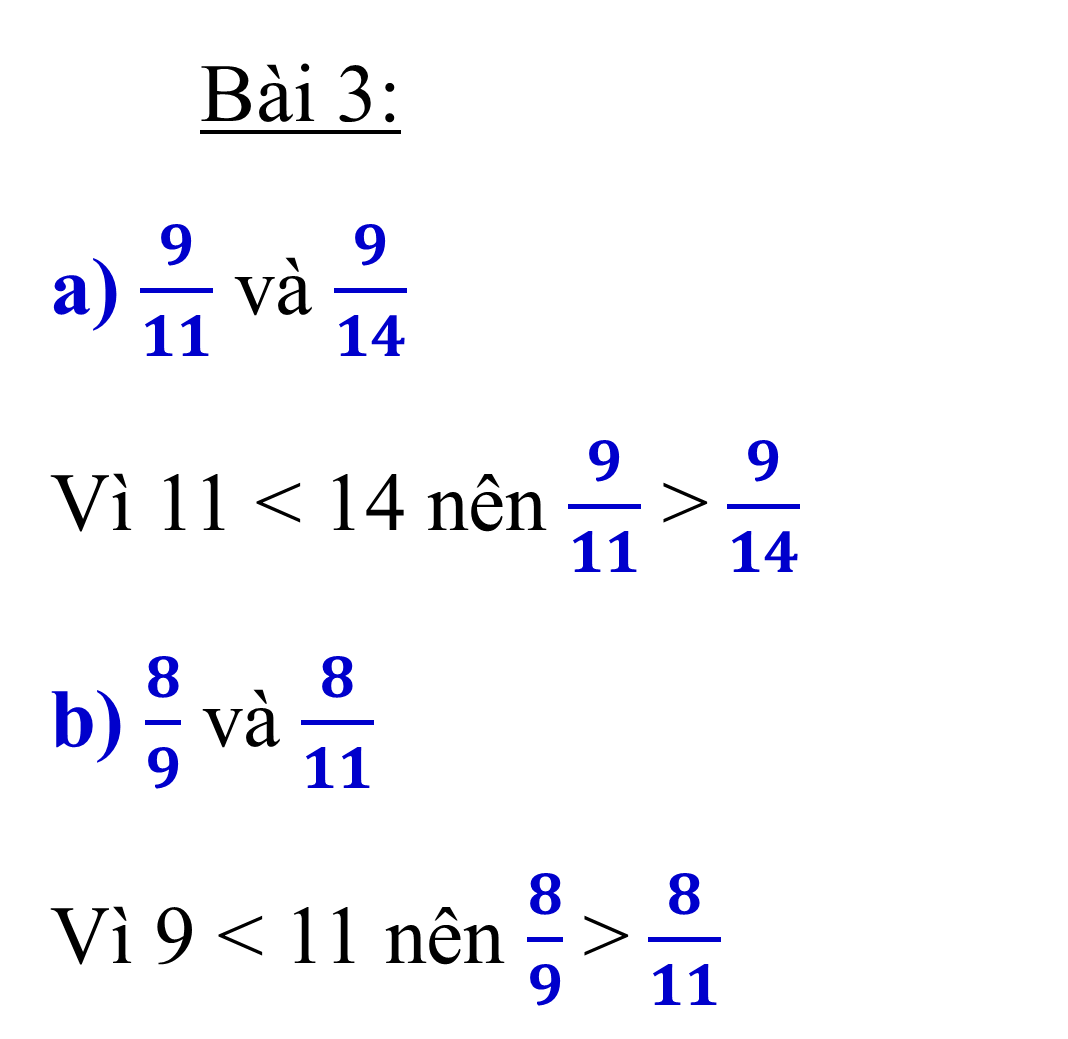 Bài 3:
a) 9/11 và 9/14
Vì 11 < 14 nên 9/11 > 9/14
b) 8/9 và 8/11
Vì 9 < 11 nên 8/9 > 8/11